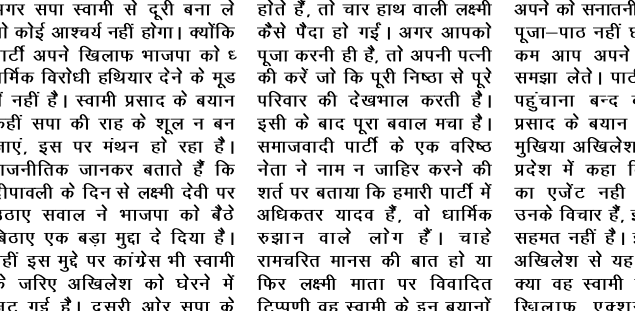 अगर सपा स्वामी से दूरी बना ले
तो कोई आश्चर्य नहीं होगा। क्योंकि
पार्टी अपने खिलाफ भाजपा को ध
र्मिक विरोधी हथियार देने के मूड
में नहीं है। स्वामी प्रसाद के बयान
कहीं सपा की राह के शूल न बन
जाएं, इस पर मंथन हो रहा है।
राजनीतिक जानकर बताते हैं कि
दीपावली के दिन से लक्ष्मी देवी पर
उठाए सवाल ने भाजपा को बैठे
बिठाए एक बड़ा मुद्दा दे दिया है।
वहीं इस मुद्दे पर कांग्रेस भी स्वामी
के जरिए अखिलेश को घेरने में
जुट गई है। दूसरी ओर सपा के
होते हैं, तो चार हाथ वाली लक्ष्मी
कैसे पैदा हो गईं। अगर आपको
पूजा करनी ही है, तो अपनी पत्नी
की करें जो कि पूरी निष्ठा से पूरे
परिवार की देखभाल करती है।
इसी के बाद पूरा बवाल मचा है।
समाजवादी पार्टी के एक वरिष्ठ
नेता ने नाम न जाहिर करने की
शर्त पर बताया कि हमारी पार्टी में
अधिकतर यादव हैं, वो धार्मिक
रुझान वाले लोग हैं। चाहे
रामचरित मानस की बात हो या
फिर लक्ष्मी माता पर विवादित
टिप्पणी वह स्वामी के इन बयानों
अपने को सनातनी
पूजा–पाठ नहीं
कम आप अपने
समझा लेते। पार्टी
पहुंचाना बन्द
प्रसाद के बयान
मुखिया अखिलेश
प्रदेश में कहा
का एजेंट नही
उनके विचार हैं,
सहमत नहीं है।
अखिलेश से यह
क्या वह स्वामी
खिलाफ एक्शन